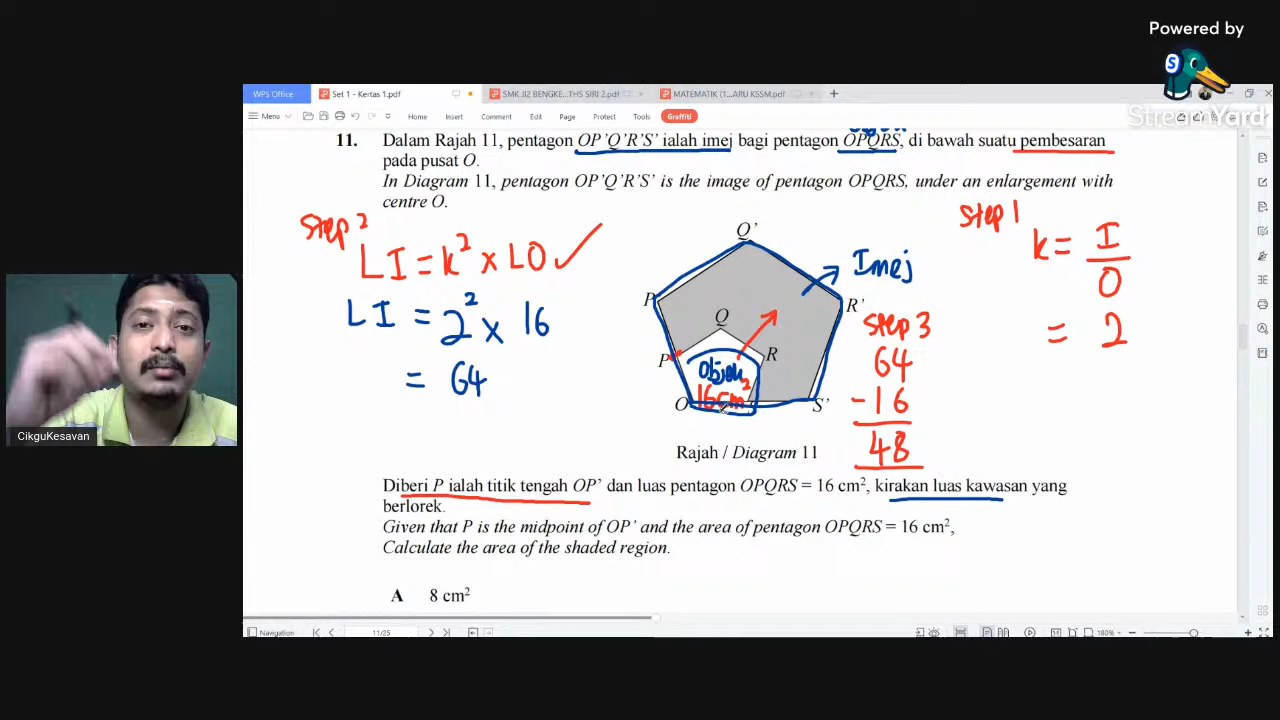 Powered by
S
StreamYard
WPS Office
Set 1 - Kertas 1.pdf
SMK JI2 BENGKE...THS SIRI 2.pdf
MATEMATIK (1...ARU KSSM.pdf
Menu
Home
Insert
Comment
Edit
Page
Protect
Tools
Graffiti
11. Dalam Rajah 11, pentagon OP’Q’R’S’ ialah imej bagi pentagon OPQRS, di bawah suatu pembesaran
pada pusat O.
In Diagram 11, pentagon OP’Q’R’S’ is the image of pentagon OPQRS, under an enlargement with
centre O.
Step 2
LI = k² × LO
LI = 2² × 16
= 64
Q’
Imej
P
R’
Q
P
R
Objek
16cm²
O
S’
Step 1
k = I/O
= 2
Step 3
64
-16
48
Rajah / Diagram 11
Diberi P ialah titik tengah OP’ dan luas pentagon OPQRS = 16 cm², kirakan luas kawasan yang
berlorek.
Given that P is the midpoint of OP’ and the area of pentagon OPQRS = 16 cm²,
Calculate the area of the shaded region.
A 8 cm²
CikguKesavan
Navigation
11/25
180%